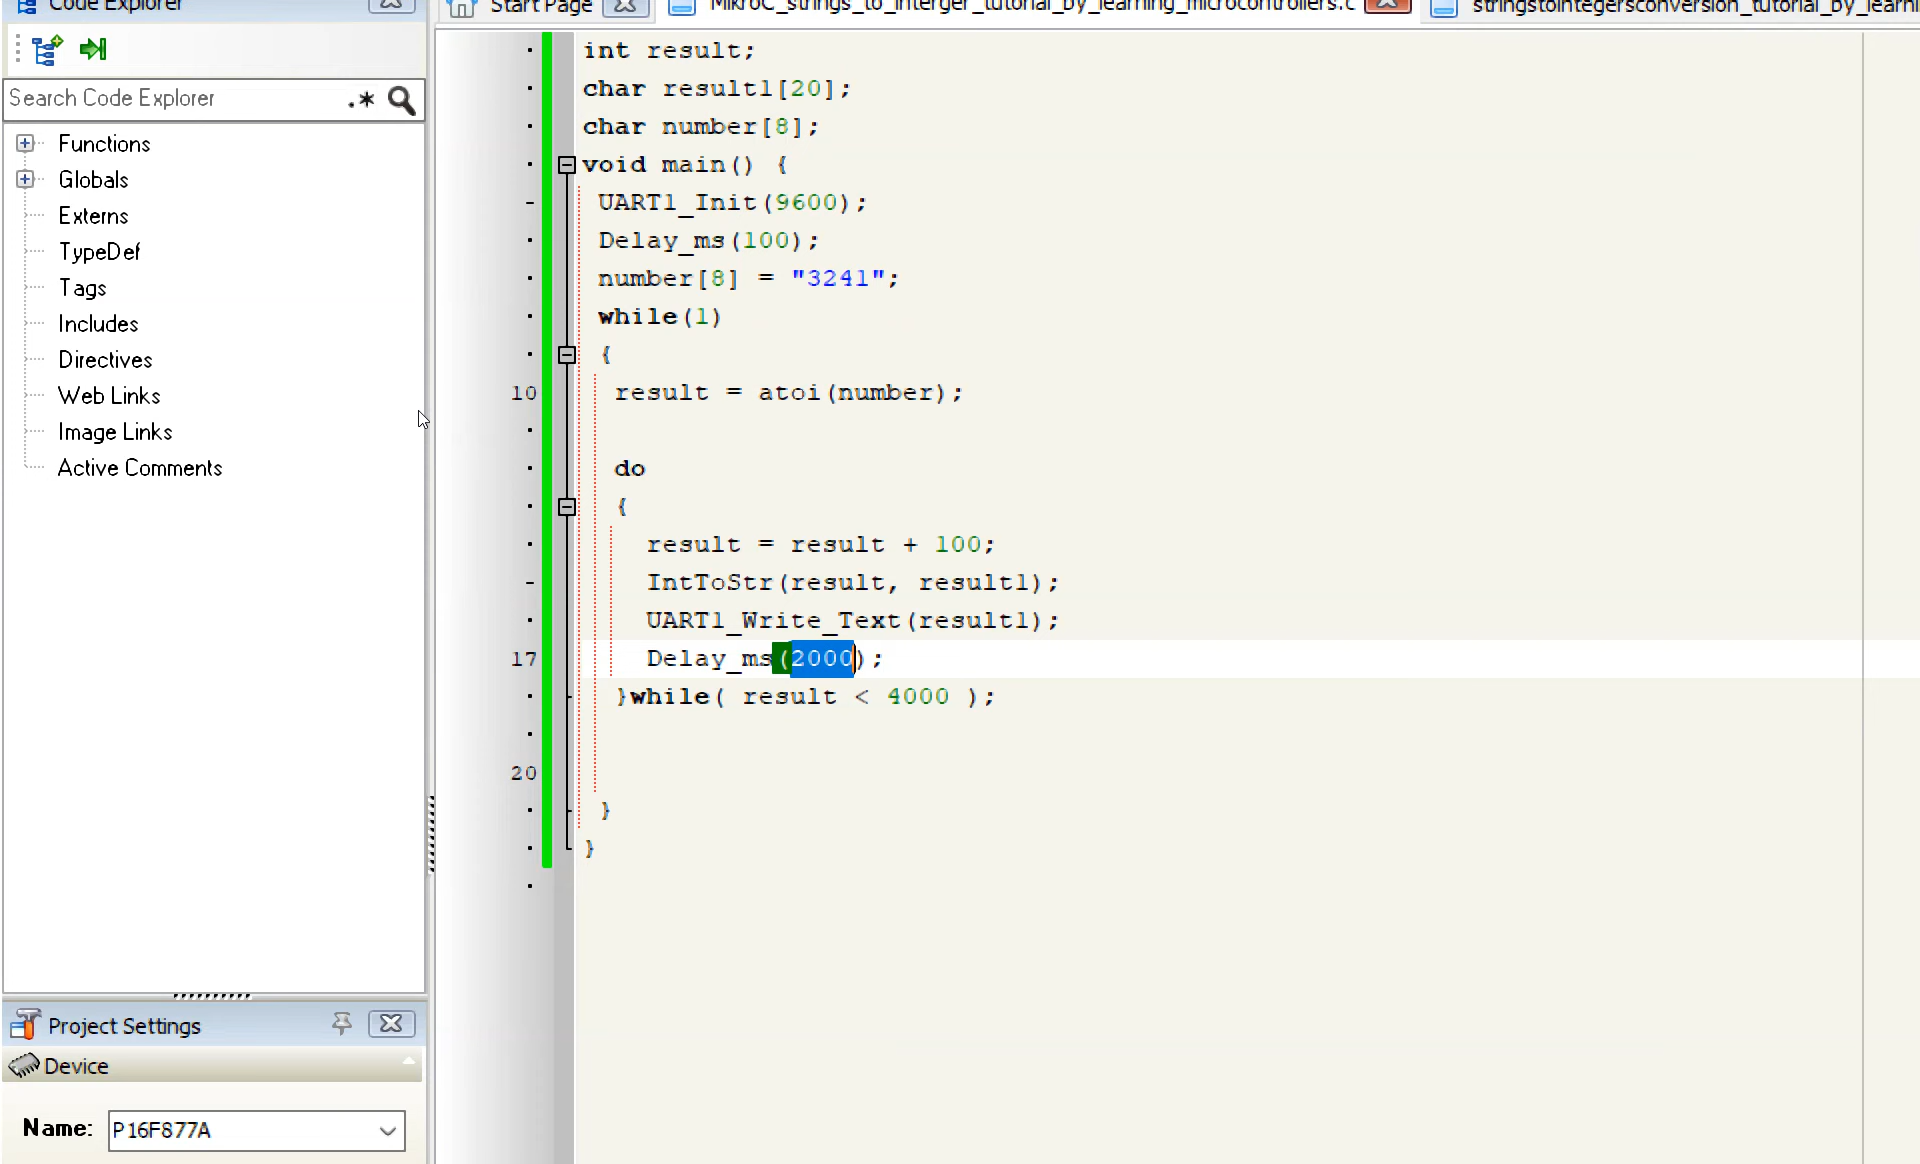 Code Explorer
Start Page
MikroC_strings_to_interger_tutorial_by_learning_microcontrollers.c
stringstointegersconversion_tutorial_by_learni
Search Code Explorer .*
Functions
Globals
Externs
TypeDef
Tags
Includes
Directives
Web Links
Image Links
Active Comments
int result;
char result1[20];
char number[8];
void main() {
UART1_Init(9600);
Delay_ms(100);
number[8] = "3241";
while(1)
{
10 result = atoi(number);
do
{
result = result + 100;
IntToStr(result, result1);
UART1_Write_Text(result1);
17 Delay_ms(2000);
}while( result < 4000 );
20
}
}
Project Settings
Device
Name: P16F877A